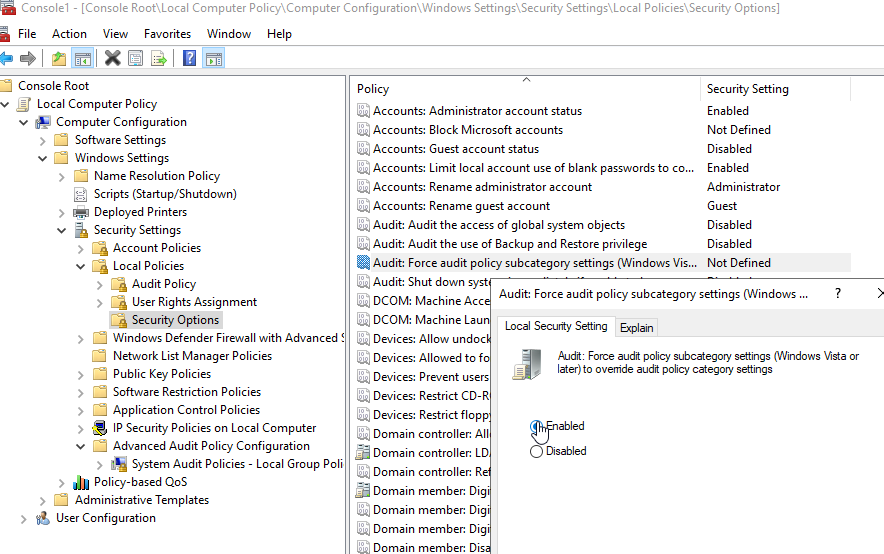 Console1 - [Console Root\Local Computer Policy\Computer Configuration\Windows Settings\Security Settings\Local Policies\Security Options]
File Action View Favorites Window Help
Console Root
Local Computer Policy
Computer Configuration
Software Settings
Windows Settings
Name Resolution Policy
Scripts (Startup/Shutdown)
Deployed Printers
Security Settings
Account Policies
Local Policies
Audit Policy
User Rights Assignment
Security Options
Windows Defender Firewall with Advanced S
Network List Manager Policies
Public Key Policies
Software Restriction Policies
Application Control Policies
IP Security Policies on Local Computer
Advanced Audit Policy Configuration
System Audit Policies - Local Group Poli
Policy-based QoS
Administrative Templates
User Configuration
Policy Security Setting
Accounts: Administrator account status Enabled
Accounts: Block Microsoft accounts Not Defined
Accounts: Guest account status Disabled
Accounts: Limit local account use of blank passwords to co... Enabled
Accounts: Rename administrator account Administrator
Accounts: Rename guest account Guest
Audit: Audit the access of global system objects Disabled
Audit: Audit the use of Backup and Restore privilege Disabled
Audit: Force audit policy subcategory settings (Windows Vis... Not Defined
Audit: Shut down syst
DCOM: Machine Acce
DCOM: Machine Laun
Devices: Allow undock
Devices: Allowed to fo
Devices: Prevent users
Devices: Restrict CD-R
Devices: Restrict flopp
Domain controller: All
Domain controller: LDA
Domain controller: Ref
Domain member: Digi
Domain member: Digi
Domain member: Digi
Domain member: Disa
Audit: Force audit policy subcategory settings (Windows ... ?
Local Security Setting Explain
Audit: Force audit policy subcategory settings (Windows Vista or
later) to override audit policy category settings
Enabled
Disabled